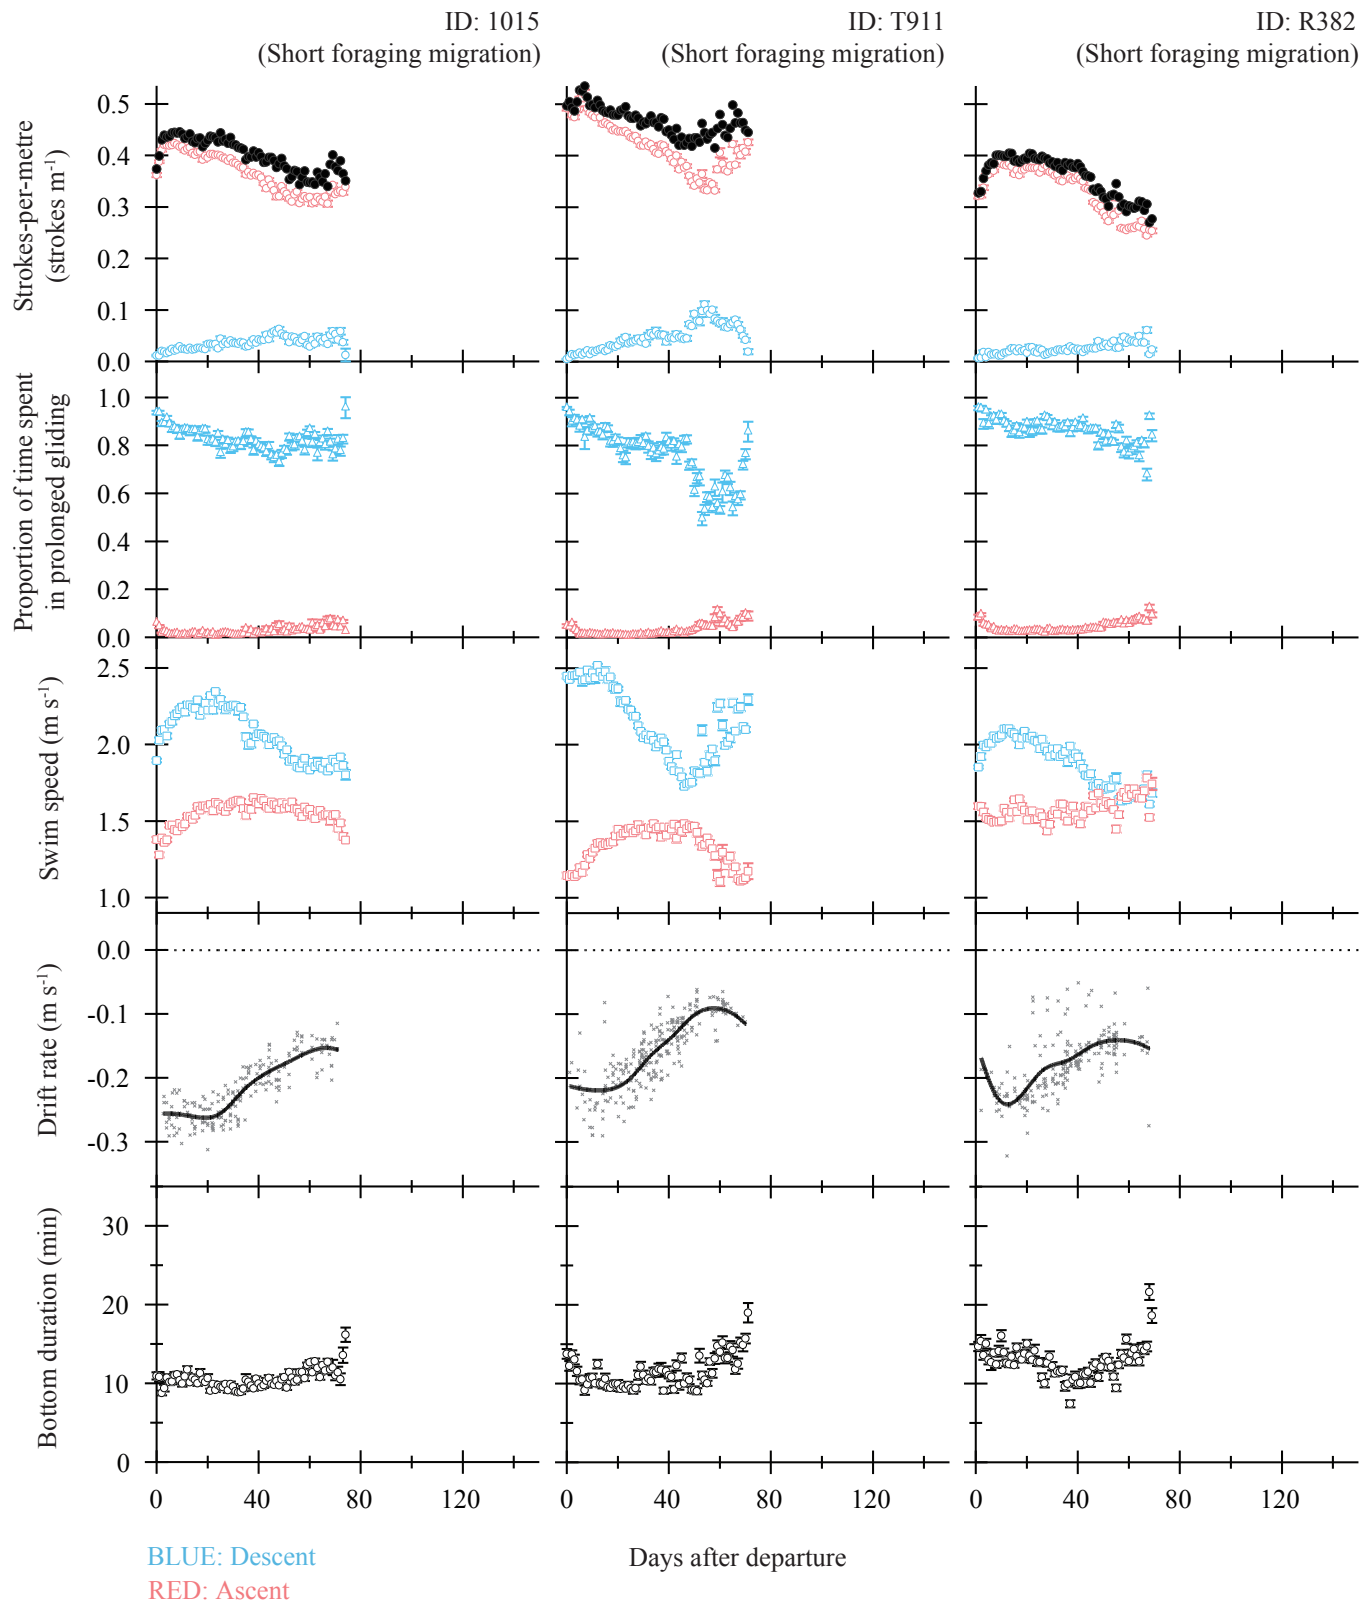 ID: 1015
(Short foraging migration)
ID: T911
(Short foraging migration)
ID: R382
(Short foraging migration)
Strokes-per-metre
(strokes m⁻¹)
0.5
0.4
0.3
0.2
0.1
0.0
Proportion of time spent
in prolonged gliding
1.0
0.8
0.6
0.4
0.2
0.0
Swim speed (m s⁻¹)
2.5
2.0
1.5
1.0
Drift rate (m s⁻¹)
0.0
-0.1
-0.2
-0.3
Bottom duration (min)
30
20
10
0
0 40 80 120
0 40 80 120
0 40 80 120
Days after departure
BLUE: Descent
RED: Ascent